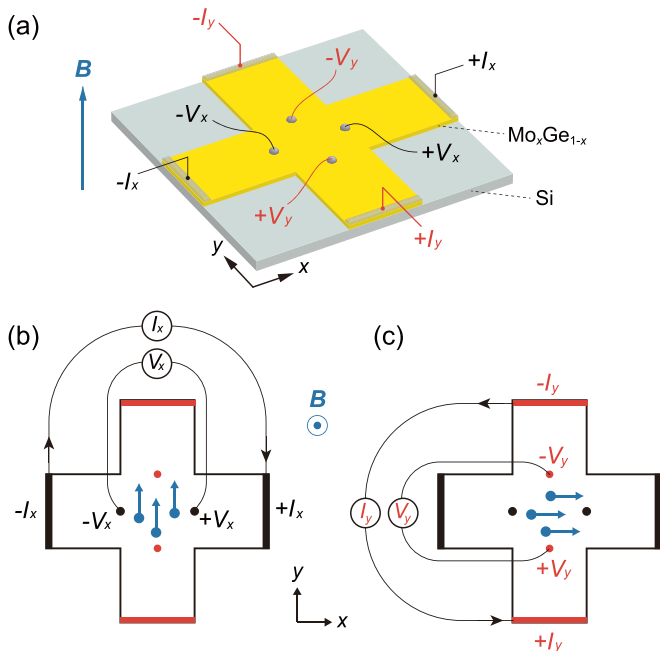 (a)
-Iy
B
-Vy
+Ix
-Vx
MoxGe1-x
+Vx
-Ix
Si
+Vy
+Iy
y
x
(b)
Ix
Vx
B
-Ix
-Vx
+Vx
+Ix
y
x
(c)
-Iy
-Vy
Iy
Vy
+Vy
+Iy